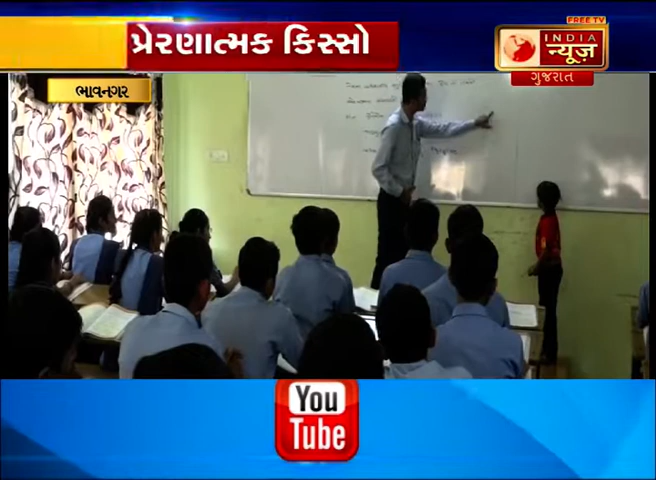 પ્રેરણાત્મક કિસ્સો
FREE TV
INDIA
ન્યૂઝ
ગુજરાત
ભાવનગર
You
Tube